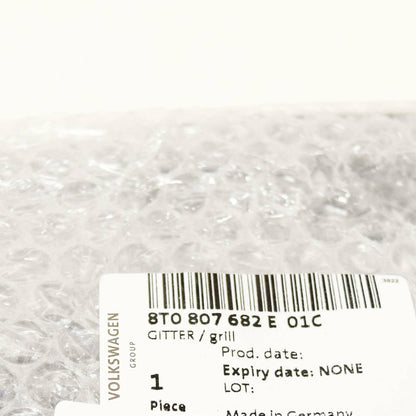 VOLKSWAGEN
GROUP
3822
8T0 807 682 E 01C
GITTER / grill
Prod. date:
Expiry date: NONE
1
LOT:
Piece
Made in Germany